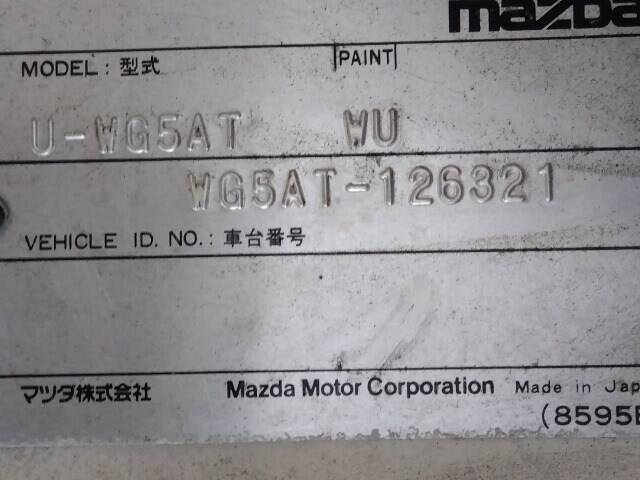 mazda
MODEL : 型式 PAINT
U-WG5AT WU
WG5AT-126321
VEHICLE ID. NO. : 車台番号
マツダ株式会社 Mazda Motor Corporation Made in Jap
(8595